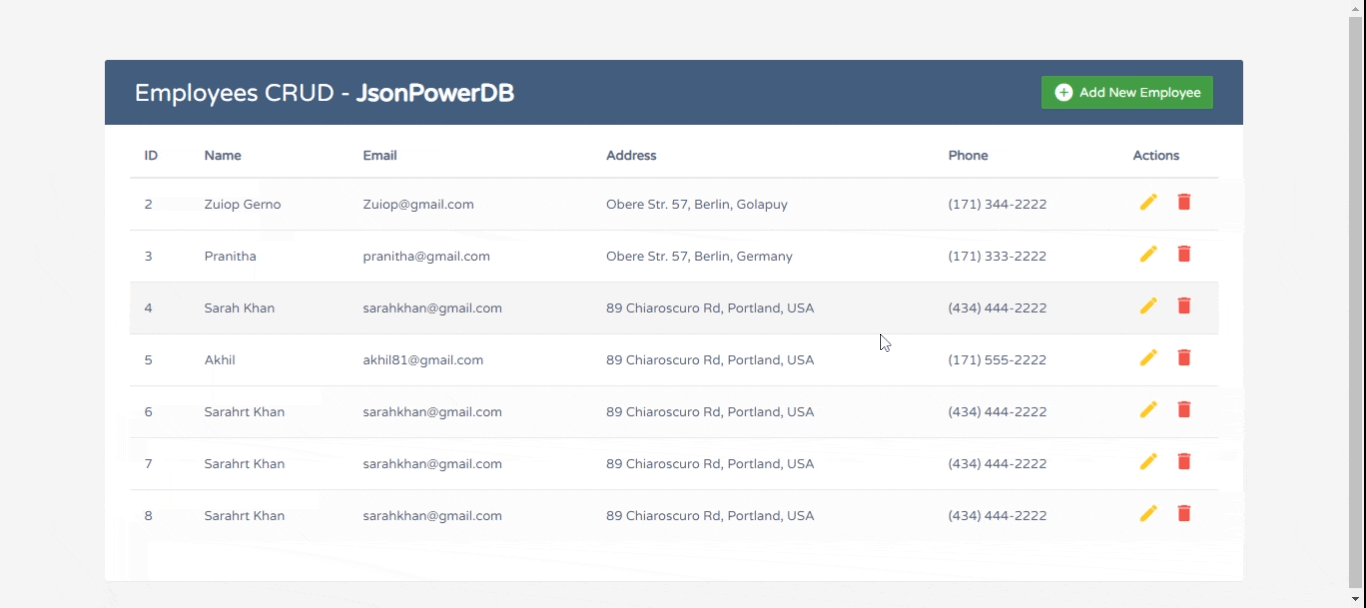 Employees CRUD - JsonPowerDB
Add New Employee
ID Name Email Address Phone Actions
2 Zuiop Gerno Zuiop@gmail.com Obere Str. 57, Berlin, Golapuy (171) 344-2222
3 Pranitha pranitha@gmail.com Obere Str. 57, Berlin, Germany (171) 333-2222
4 Sarah Khan sarahkhan@gmail.com 89 Chiaroscuro Rd, Portland, USA (434) 444-2222
5 Akhil akhil81@gmail.com 89 Chiaroscuro Rd, Portland, USA (171) 555-2222
6 Sarahrt Khan sarahkhan@gmail.com 89 Chiaroscuro Rd, Portland, USA (434) 444-2222
7 Sarahrt Khan sarahkhan@gmail.com 89 Chiaroscuro Rd, Portland, USA (434) 444-2222
8 Sarahrt Khan sarahkhan@gmail.com 89 Chiaroscuro Rd, Portland, USA (434) 444-2222